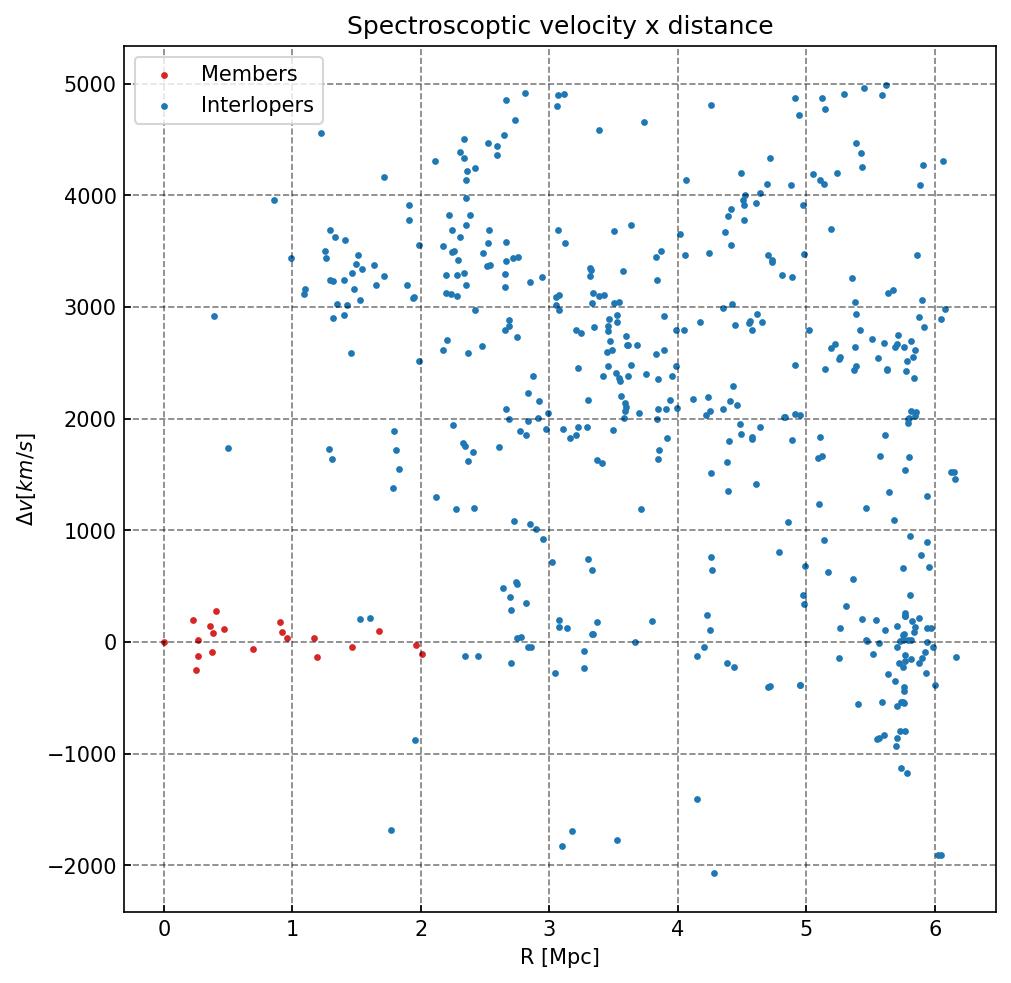 Spectroscoptic velocity x distance
Members
Interlopers
5000
4000
3000
2000
1000
0
−1000
−2000
Δv[km/s]
0 1 2 3 4 5 6
R [Mpc]